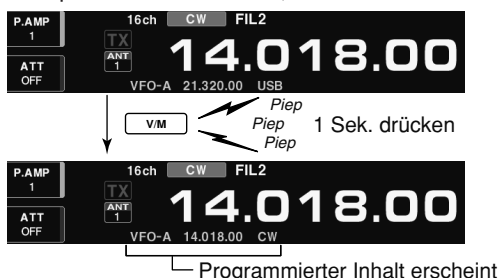 P.AMP 16ch CW FIL2
1 TX
ANT
1 14.018.00
ATT
OFF
VFO-A 21.320.00 USB
Piep
V/M Piep 1 Sek. drücken
Piep
P.AMP 16ch CW FIL2
1 TX
ANT
1 14.018.00
ATT
OFF
VFO-A 14.018.00 CW
Programmierter Inhalt erscheint